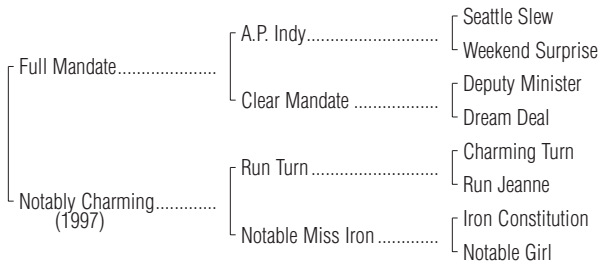 Seattle Slew
A.P. Indy
Weekend Surprise
Full Mandate
Deputy Minister
Clear Mandate
Dream Deal
Charming Turn
Run Turn
Run Jeanne
Notably Charming
(1997)
Iron Constitution
Notable Miss Iron
Notable Girl